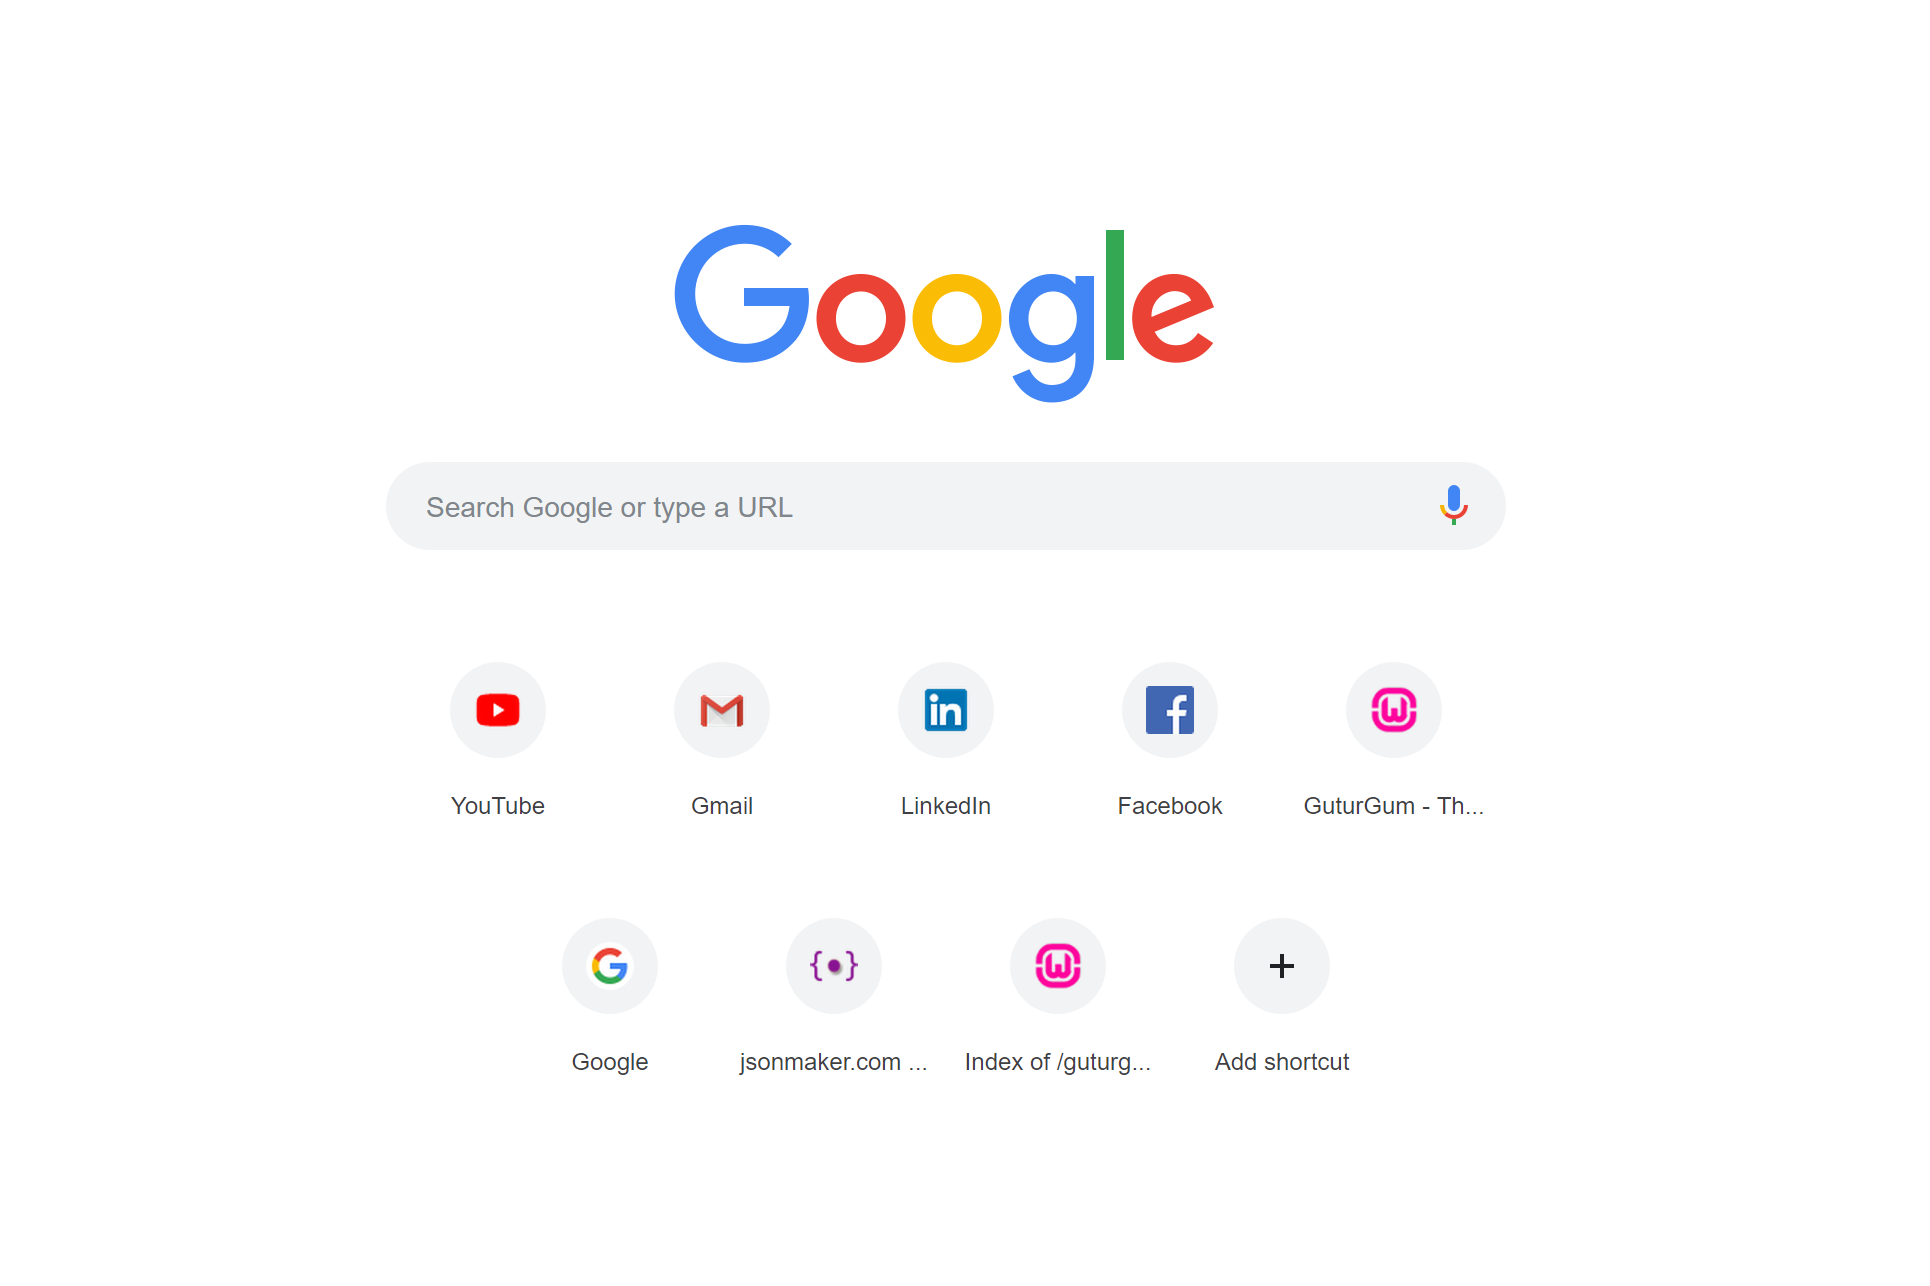 Google
Search Google or type a URL
YouTube
Gmail
LinkedIn
Facebook
GuturGum - Th...
Google
jsonmaker.com ...
Index of /guturg...
Add shortcut